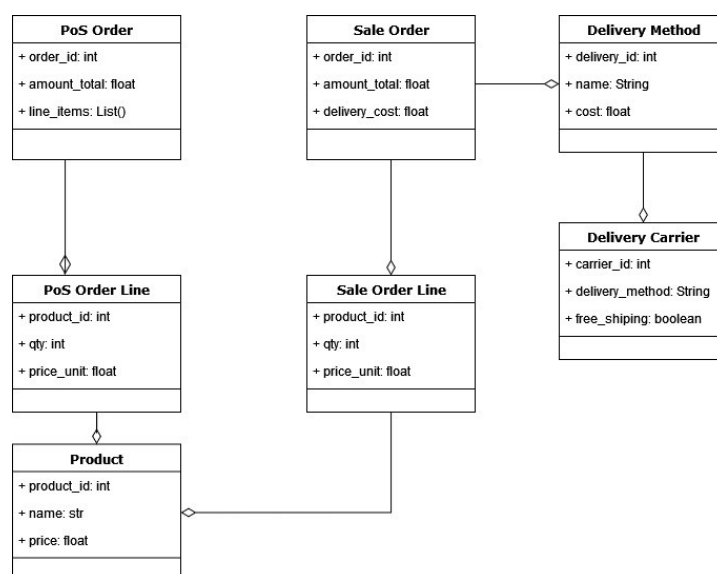 PoS Order
+ order_id: int
+ amount_total: float
+ line_items: List()
Sale Order
+ order_id: int
+ amount_total: float
+ delivery_cost: float
Delivery Method
+ delivery_id: int
+ name: String
+ cost: float
Delivery Carrier
+ carrier_id: int
+ delivery_method: String
+ free_shiping: boolean
PoS Order Line
+ product_id: int
+ qty: int
+ price_unit: float
Sale Order Line
+ product_id: int
+ qty: int
+ price_unit: float
Product
+ product_id: int
+ name: str
+ price: float